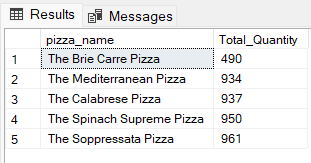 Results Messages
pizza_name Total_Quantity
1 The Brie Carre Pizza 490
2 The Mediterranean Pizza 934
3 The Calabrese Pizza 937
4 The Spinach Supreme Pizza 950
5 The Soppressata Pizza 961